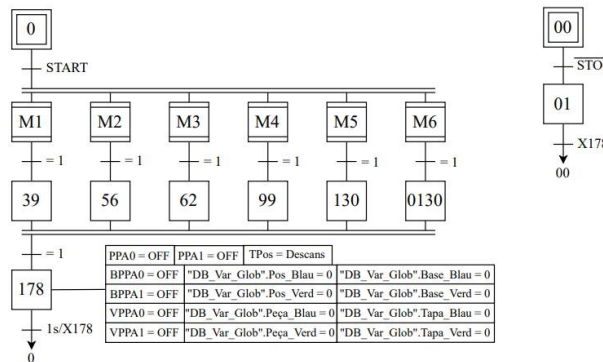 0
START
M1 M2 M3 M4 M5 M6
= 1 = 1 = 1 = 1 = 1 = 1
39 56 62 99 130 0130
= 1
178
PPA0 = OFF PPA1 = OFF TPos = Descans
BPPA0 = OFF "DB_Var_Glob".Pos_Blau = 0 "DB_Var_Glob".Base_Blau = 0
BPPA1 = OFF "DB_Var_Glob".Pos_Verd = 0 "DB_Var_Glob".Base_Verd = 0
VPPA0 = OFF "DB_Var_Glob".Peça_Blau = 0 "DB_Var_Glob".Tapa_Blau = 0
VPPA1 = OFF "DB_Var_Glob".Peça_Verd = 0 "DB_Var_Glob".Tapa_Verd = 0
1s/X178
0
00
STO
01
X178
00